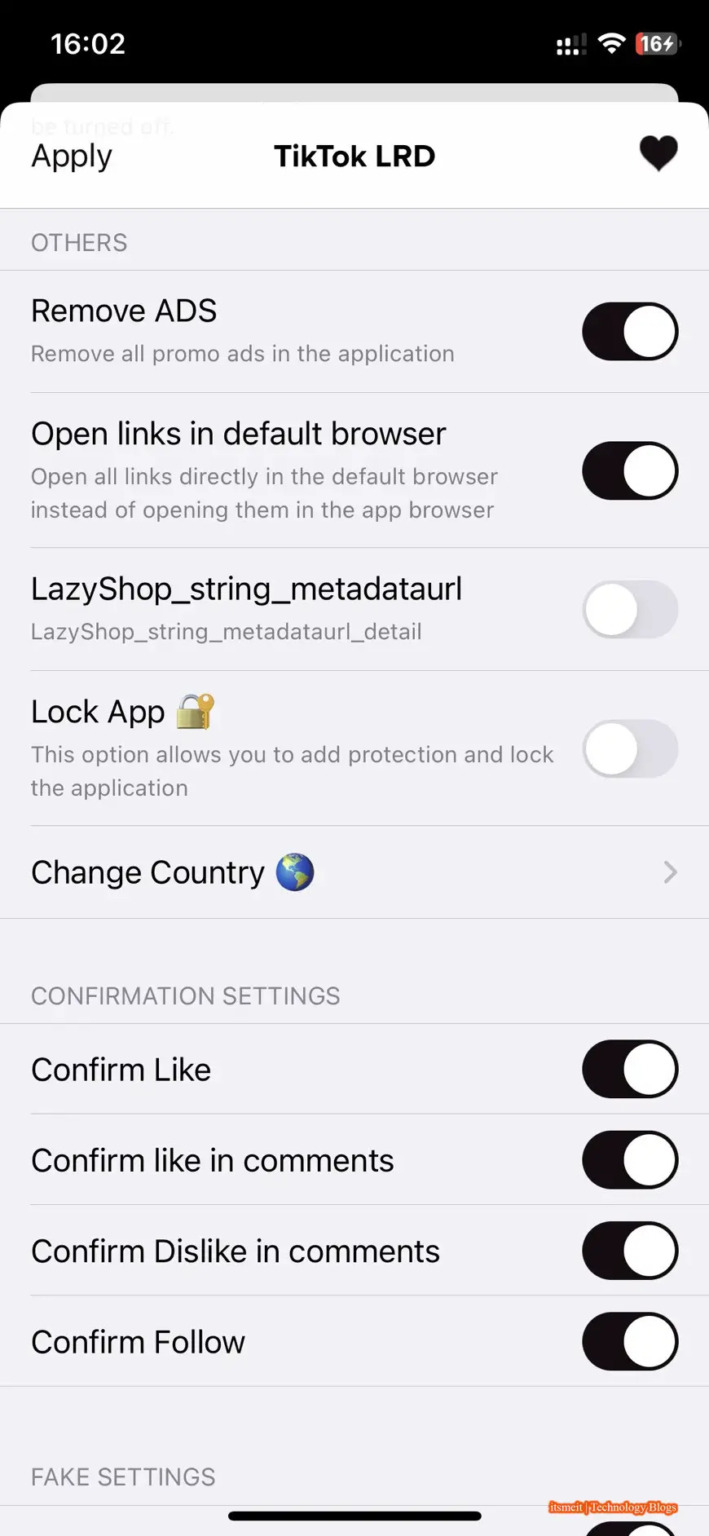 16:02
16
be turned off.
Apply
TikTok LRD
OTHERS
Remove ADS
Remove all promo ads in the application
Open links in default browser
Open all links directly in the default browser
instead of opening them in the app browser
LazyShop_string_metadataurl
LazyShop_string_metadataurl_detail
Lock App 🔐
This option allows you to add protection and lock
the application
Change Country 🌎
CONFIRMATION SETTINGS
Confirm Like
Confirm like in comments
Confirm Dislike in comments
Confirm Follow
FAKE SETTINGS
itsmeit | Technology Blogs